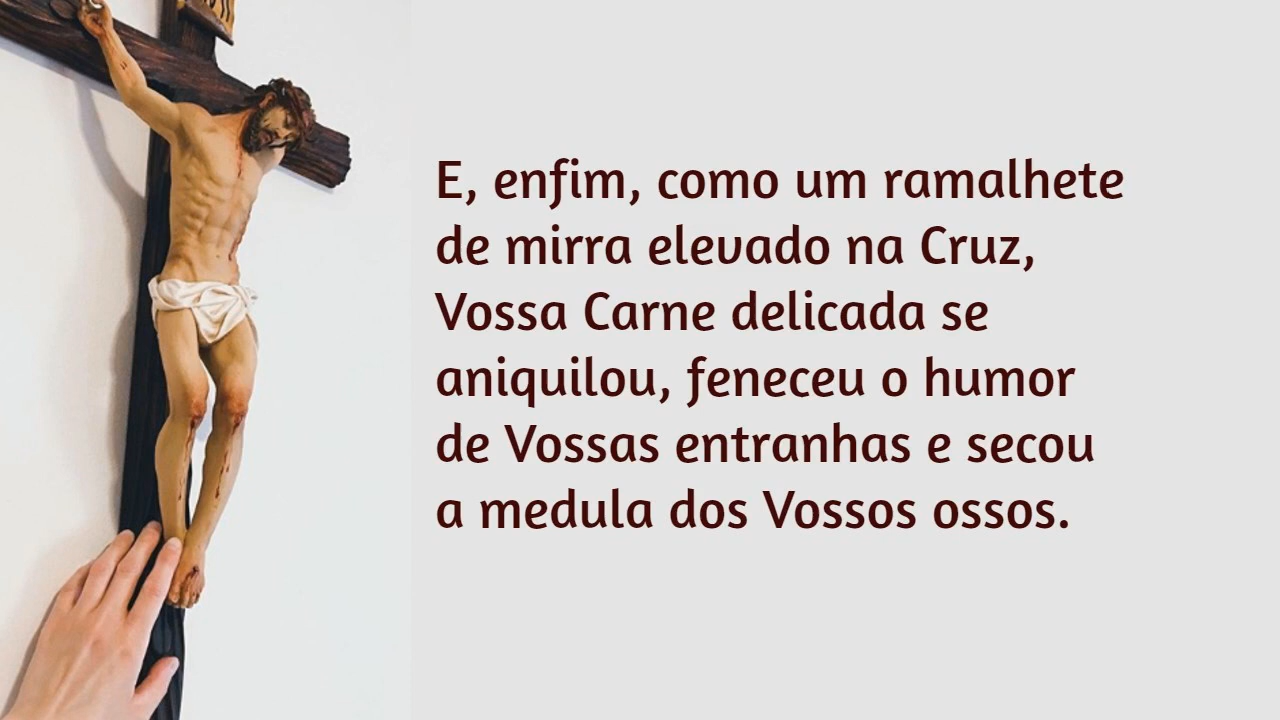 E, enfim, como um ramalhete
de mirra elevado na Cruz,
Vossa Carne delicada se
aniquilou, feneceu o humor
de Vossas entranhas e secou
a medula dos Vossos ossos.